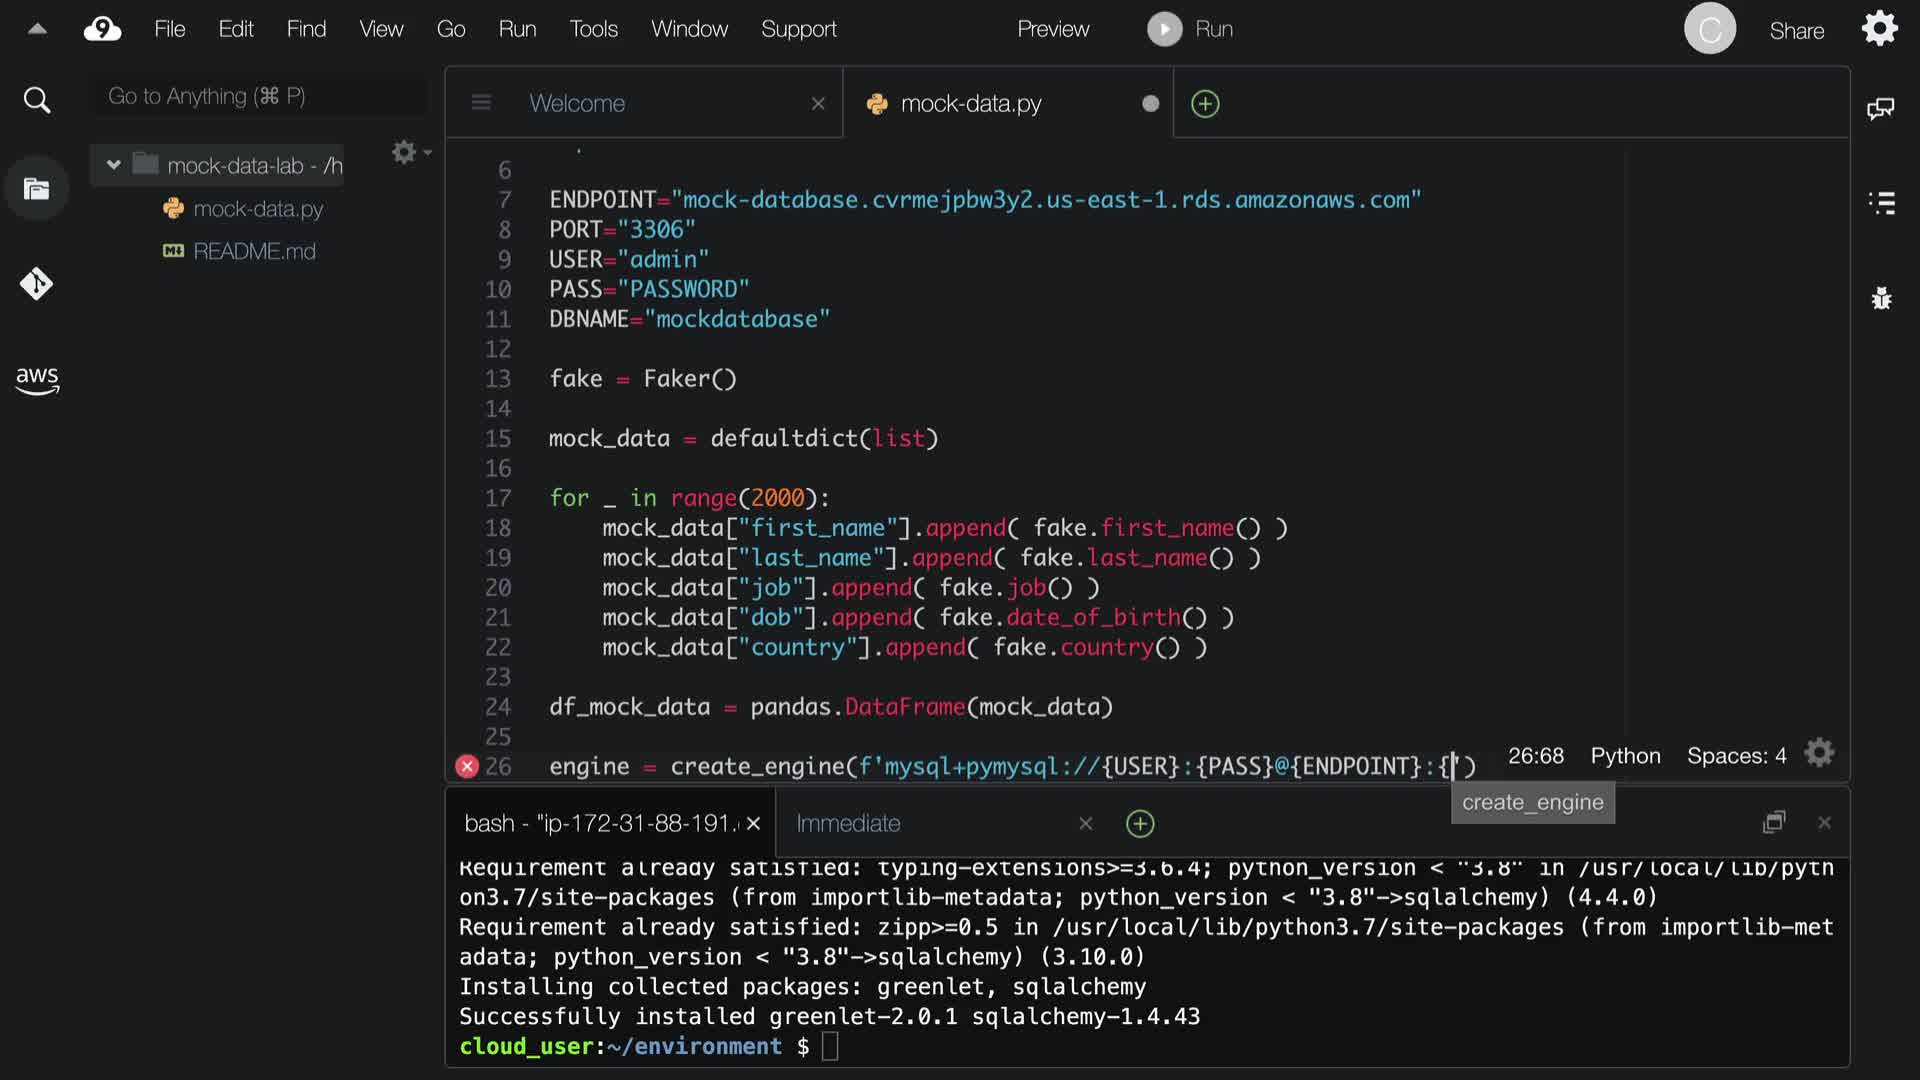 File Edit Find View Go Run Tools Window Support Preview Run C Share
Go to Anything (⌘ P)
Welcome
mock-data.py
mock-data-lab - /h
mock-data.py
README.md
aws
6
7 ENDPOINT="mock-database.cvrmejpbw3y2.us-east-1.rds.amazonaws.com"
8 PORT="3306"
9 USER="admin"
10 PASS="PASSWORD"
11 DBNAME="mockdatabase"
12
13 fake = Faker()
14
15 mock_data = defaultdict(list)
16
17 for _ in range(2000):
18 mock_data["first_name"].append( fake.first_name() )
19 mock_data["last_name"].append( fake.last_name() )
20 mock_data["job"].append( fake.job() )
21 mock_data["dob"].append( fake.date_of_birth() )
22 mock_data["country"].append( fake.country() )
23
24 df_mock_data = pandas.DataFrame(mock_data)
25
26 engine = create_engine(f'mysql+pymysql://{USER}:{PASS}@{ENDPOINT}:{')
26:68 Python Spaces: 4
create_engine
bash - "ip-172-31-88-191.
Immediate
Requirement already satisfied: typing-extensions>=3.6.4; python_version < "3.8" in /usr/local/lib/pyth
on3.7/site-packages (from importlib-metadata; python_version < "3.8"->sqlalchemy) (4.4.0)
Requirement already satisfied: zipp>=0.5 in /usr/local/lib/python3.7/site-packages (from importlib-met
adata; python_version < "3.8"->sqlalchemy) (3.10.0)
Installing collected packages: greenlet, sqlalchemy
Successfully installed greenlet-2.0.1 sqlalchemy-1.4.43
cloud_user:~/environment $